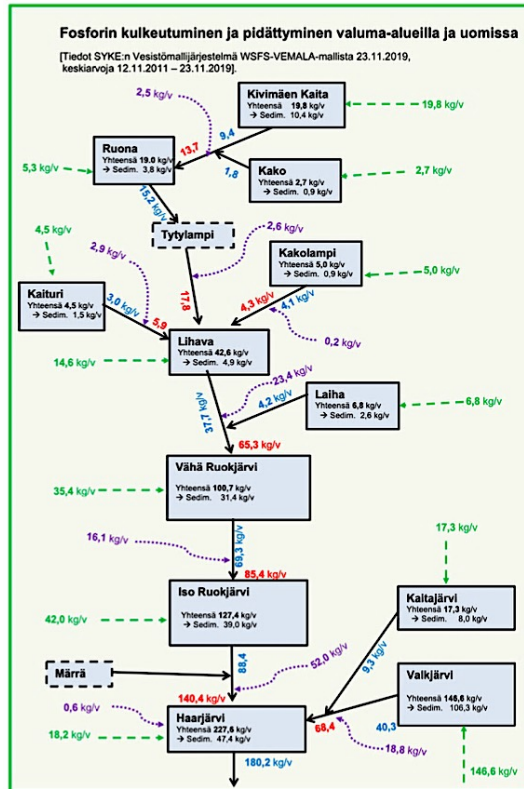 Fosforin kulkeutuminen ja pidättyminen valuma-alueilla ja uomissa
[Tiedot SYKE:n Vesistömallijärjestelmä WSFS-VEMALA-mallista 23.11.2019,
keskiarvoja 12.11.2011 – 23.11.2019].
2,5 kg/v
Kivimäen Kaita
Yhteensä 19,8 kg/v
→ Sedim. 10,4 kg/v
19,8 kg/v
9,4
13,7
Ruona
Yhteensä 19.0 kg/v
→ Sedim. 3,8 kg/v
5,3 kg/v
1,8
Kako
Yhteensä 2,7 kg/v
→ Sedim. 0,9 kg/v
2,7 kg/v
15,2 kg/v
Tytylampi
2,6 kg/v
4,5 kg/v
2,9 kg/v
Kakolampi
Yhteensä 5,0 kg/v
→ Sedim. 0,9 kg/v
5,0 kg/v
Kaituri
Yhteensä 4,5 kg/v
→ Sedim. 1,5 kg/v
3,0 kg/v
5,9
17,8
4,3 kg/v
4,1 kg/v
0,2 kg/v
Lihava
Yhteensä 42,6 kg/v
→ Sedim. 4,9 kg/v
14,6 kg/v
23,4 kg/v
37,7 kg/v
4,2 kg/v
Laiha
Yhteensä 6,8 kg/v
→ Sedim. 2,6 kg/v
6,8 kg/v
65,3 kg/v
Vähä Ruokjärvi
Yhteensä 100,7 kg/v
→ Sedim. 31,4 kg/v
35,4 kg/v
16,1 kg/v
69,3 kg/v
85,4 kg/v
17,3 kg/v
Iso Ruokjärvi
Yhteensä 127,4 kg/v
→ Sedim. 39,0 kg/v
42,0 kg/v
Kaitajärvi
Yhteensä 17,3 kg/v
→ Sedim. 8,0 kg/v
9,3 kg/v
Märrä
88,4
52,0 kg/v
140,4 kg/v
Valkjärvi
Yhteensä 146,6 kg/v
→ Sedim. 106,3 kg/v
0,6 kg/v
18,2 kg/v
Haarjärvi
Yhteensä 227,6 kg/v
→ Sedim. 47,4 kg/v
68,4
40,3
18,8 kg/v
146,6 kg/v
180,2 kg/v